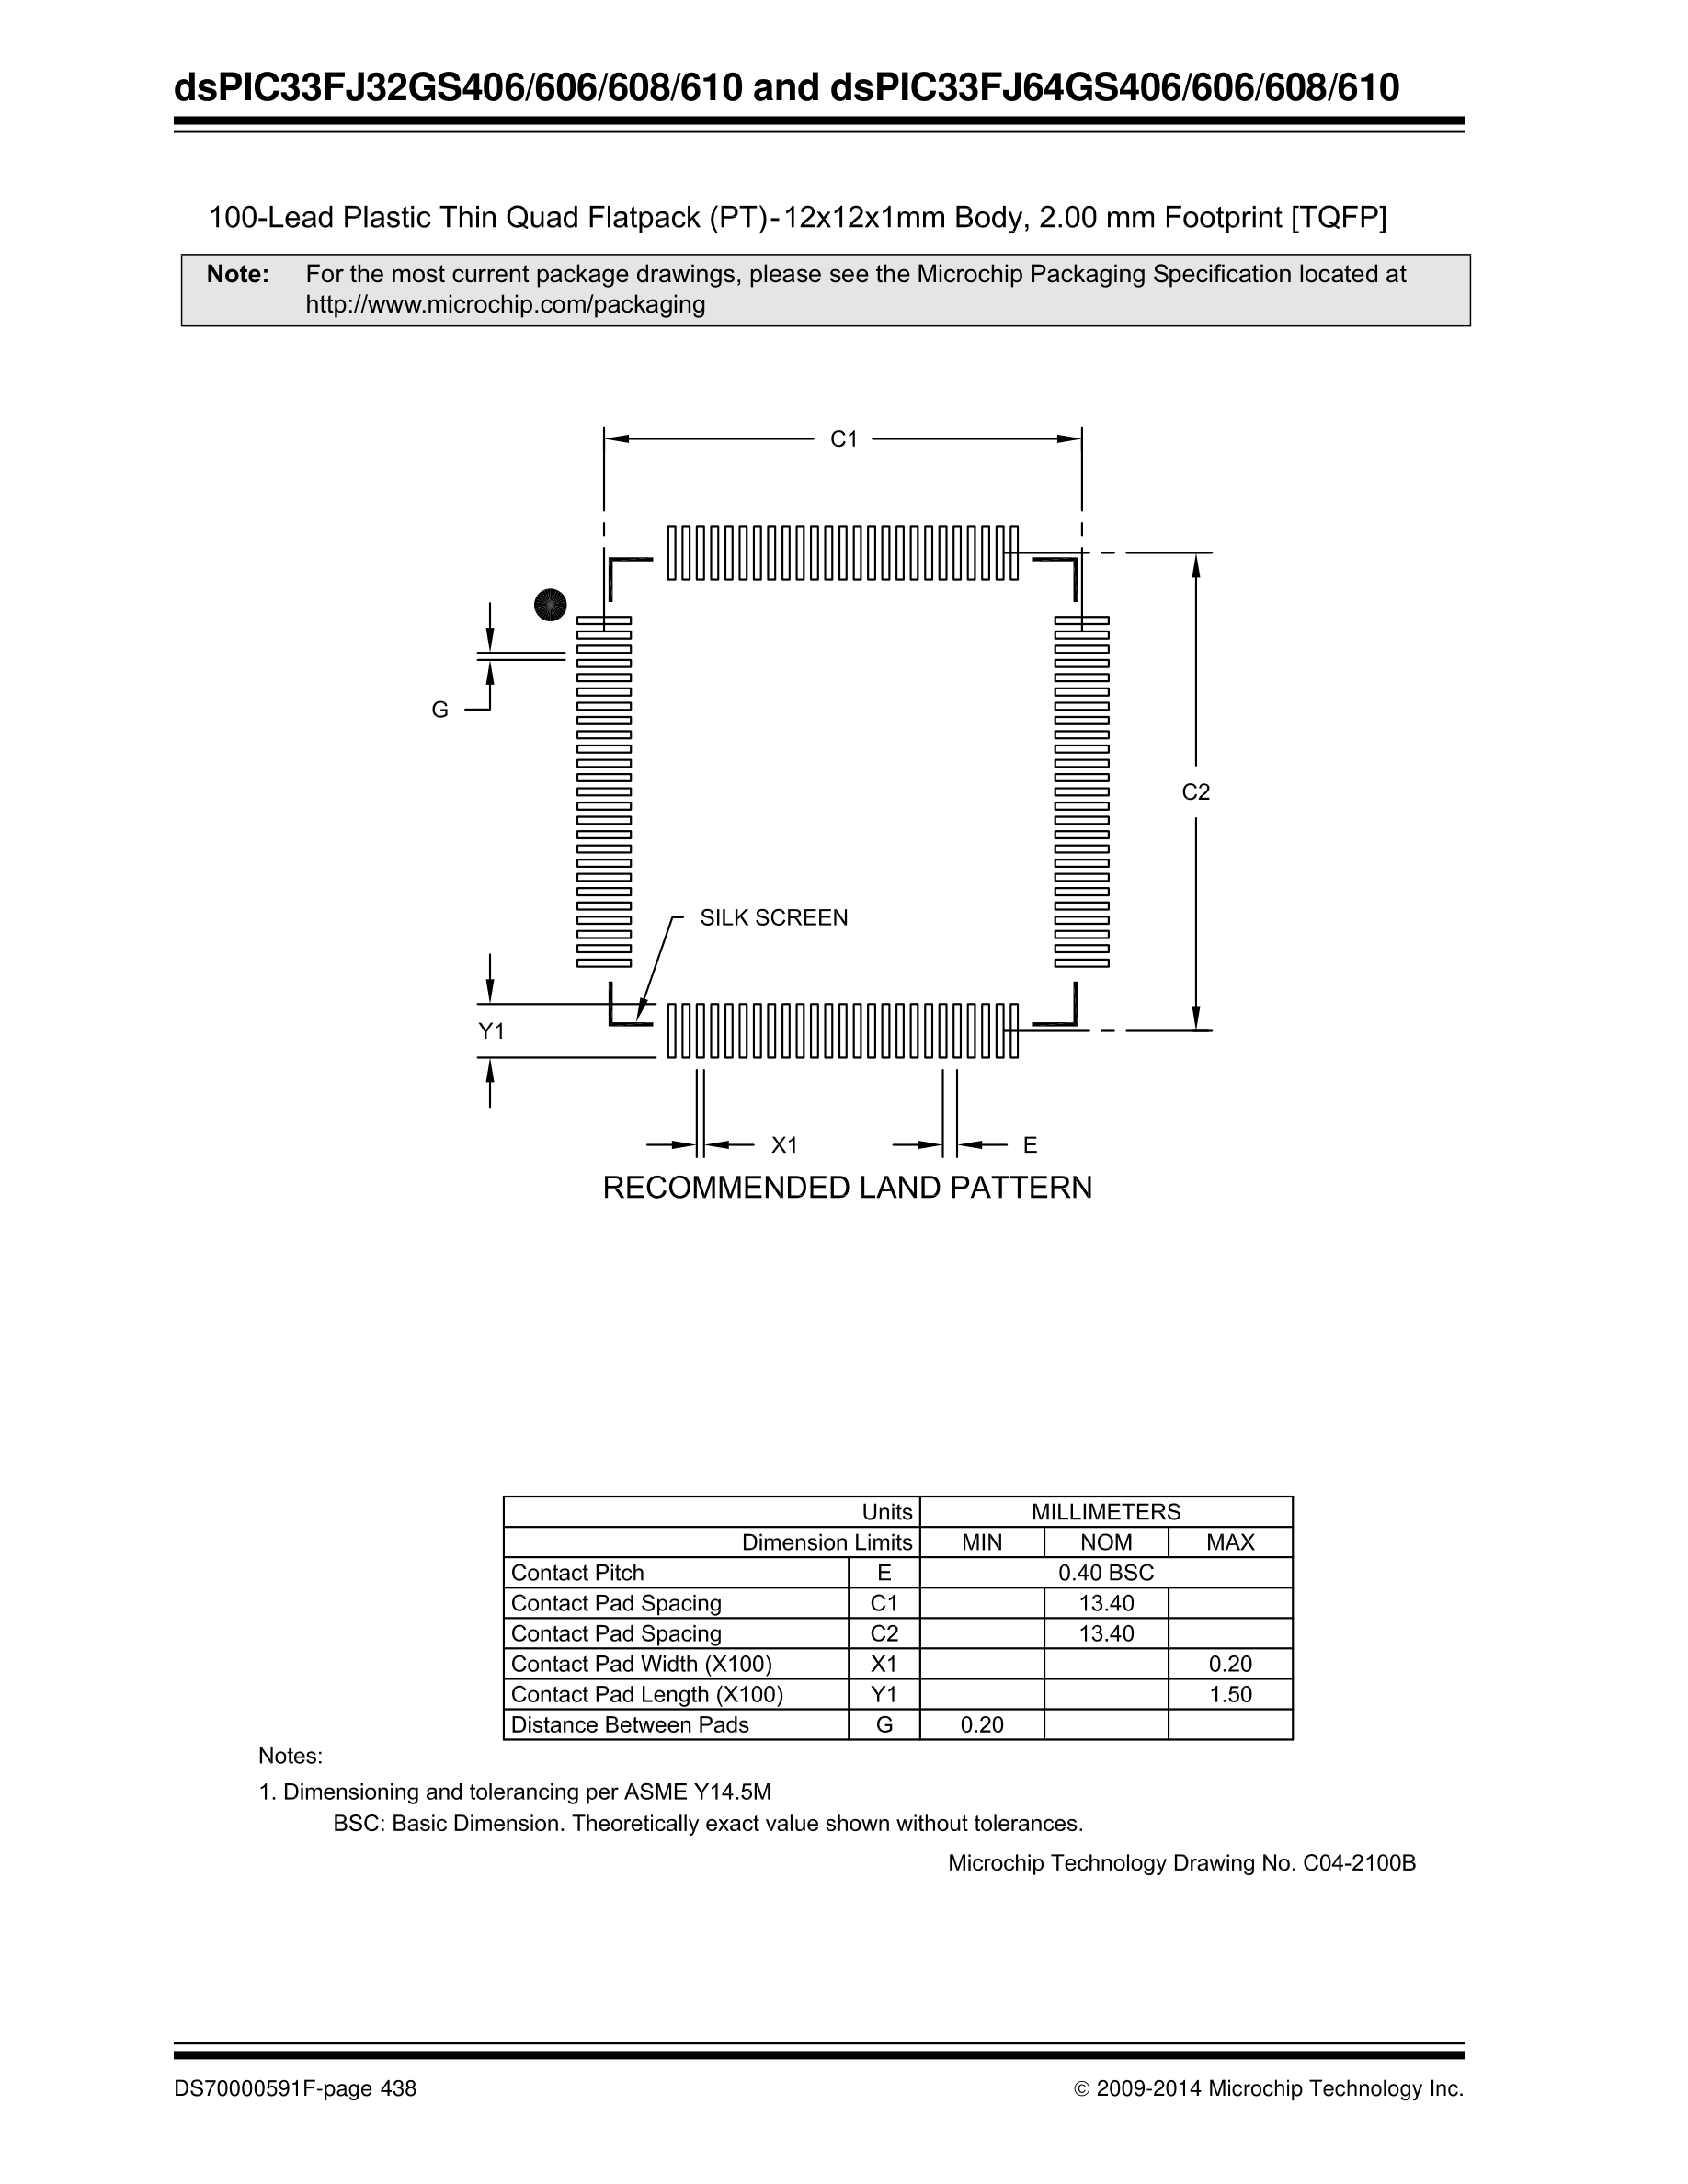 dsPIC33FJ32GS406/606/608/610 and dsPIC33FJ64GS406/606/608/610
100-Lead Plastic Thin Quad Flatpack (PT)-12x12x1mm Body, 2.00 mm Footprint [TQFP]
Note: For the most current package drawings, please see the Microchip Packaging Specification located at
http://www.microchip.com/packaging
C1
G
C2
SILK SCREEN
Y1
X1 E
RECOMMENDED LAND PATTERN
Units MILLIMETERS
Dimension Limits MIN NOM MAX
Contact Pitch E 0.40 BSC
Contact Pad Spacing C1 13.40
Contact Pad Spacing C2 13.40
Contact Pad Width (X100) X1 0.20
Contact Pad Length (X100) Y1 1.50
Distance Between Pads G 0.20
Notes:
1. Dimensioning and tolerancing per ASME Y14.5M
BSC: Basic Dimension. Theoretically exact value shown without tolerances.
Microchip Technology Drawing No. C04-2100B
DS70000591F-page 438 © 2009-2014 Microchip Technology Inc.